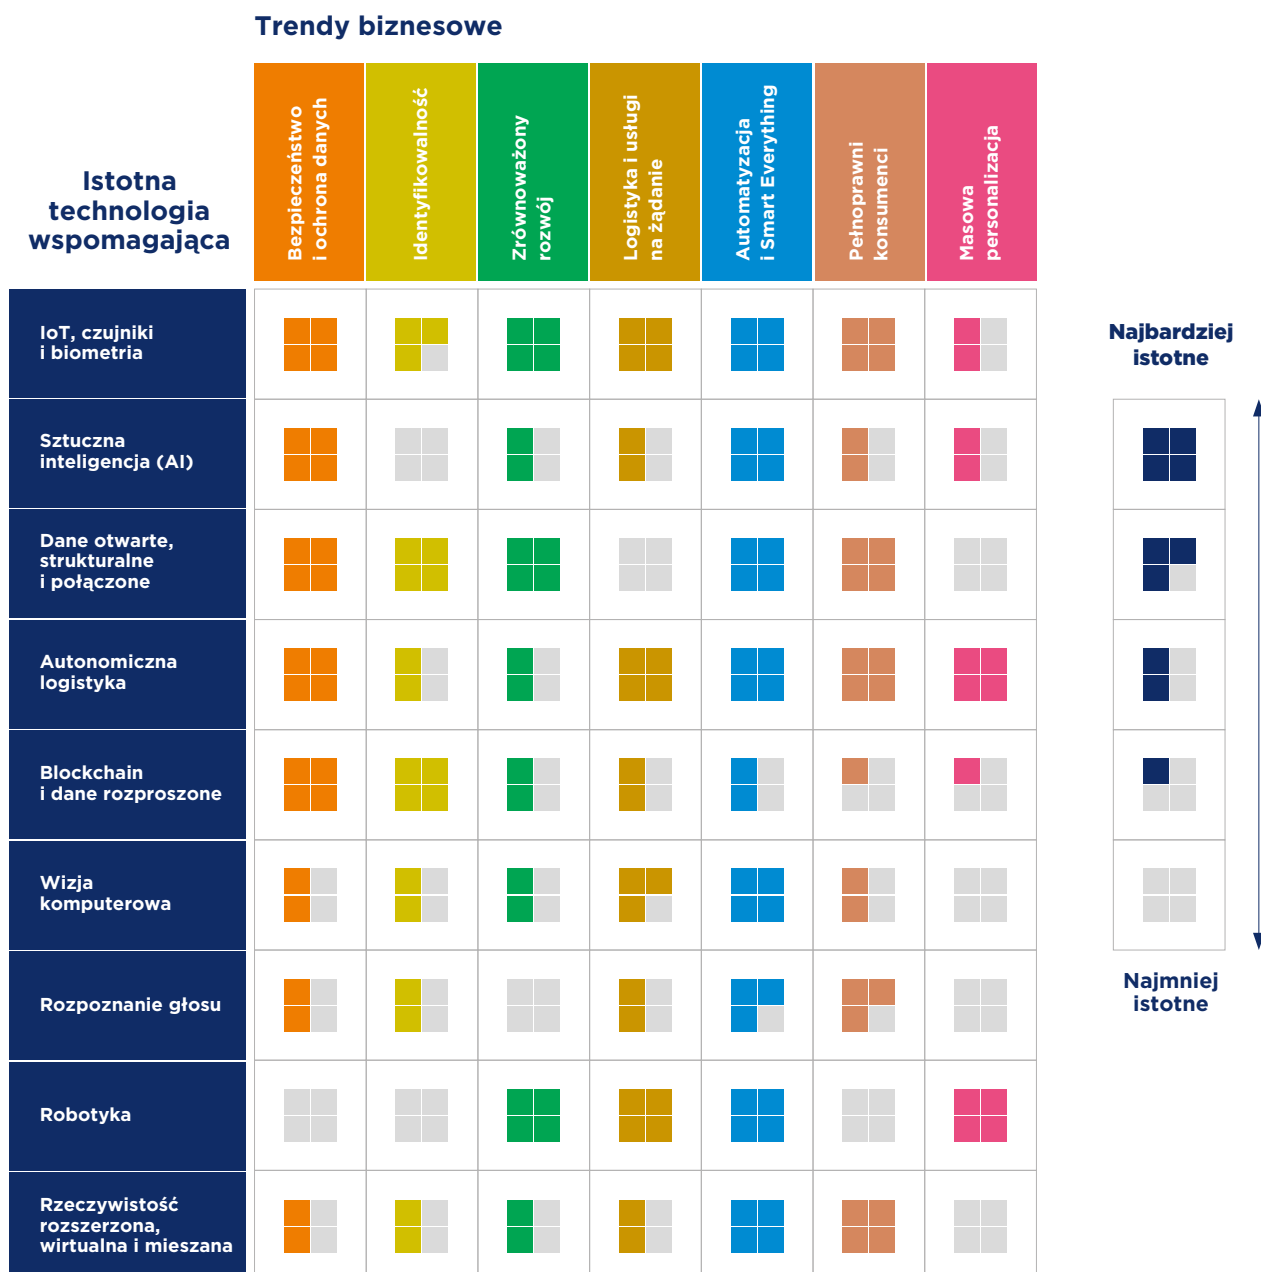 Trendy biznesowe
Istotna
technologia
wspomagająca
Bezpieczeństwo
i ochrona danych
Identyfikowalność
Zrównoważony
rozwój
Logistyka i usługi
na żądanie
Automatyzacja
i Smart Everything
Pełnoprawni
konsumenci
Masowa
personalizacja
IoT, czujniki
i biometria
Sztuczna
inteligencja (AI)
Dane otwarte,
strukturalne
i połączone
Autonomiczna
logistyka
Blockchain
i dane rozproszone
Wizja
komputerowa
Rozpoznanie głosu
Robotyka
Rzeczywistość
rozszerzona,
wirtualna i mieszana
Najbardziej
istotne
Najmniej
istotne